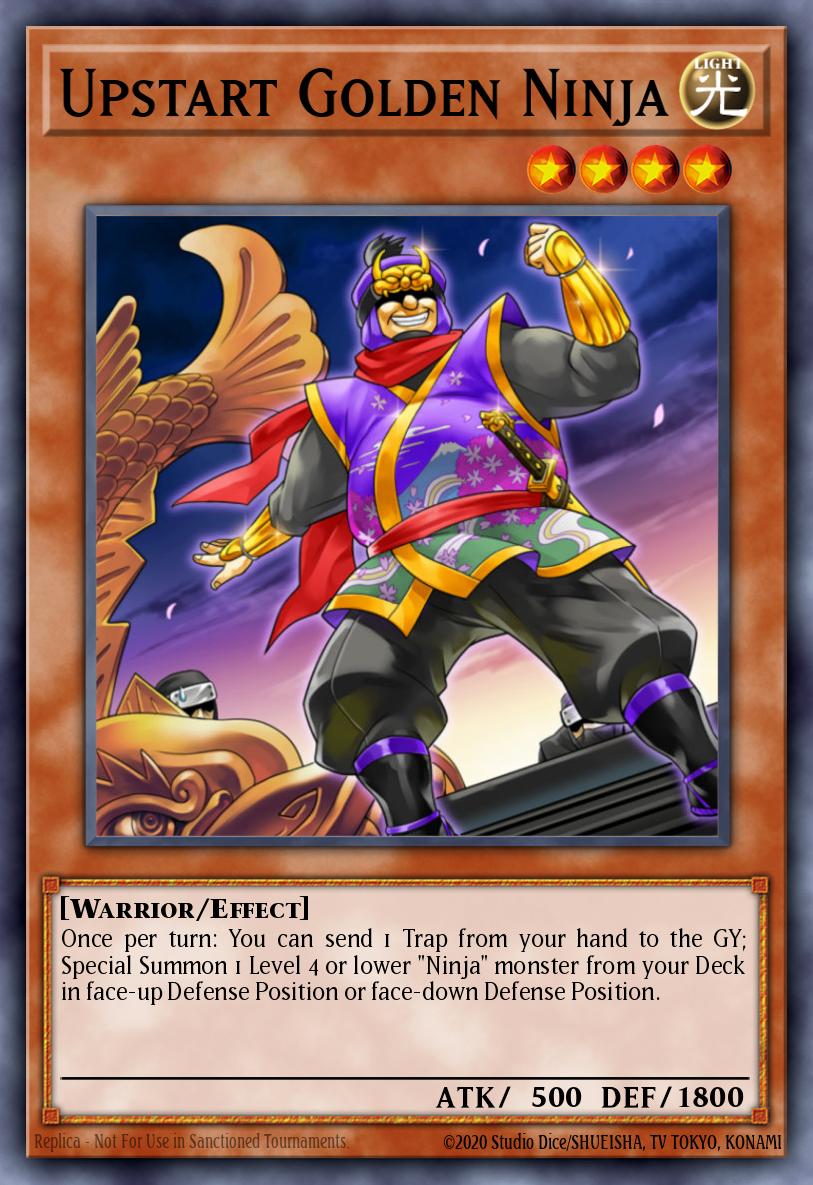 Upstart Golden Ninja
LIGHT
光
[Warrior/Effect]
Once per turn: You can send 1 Trap from your hand to the GY;
Special Summon 1 Level 4 or lower "Ninja" monster from your Deck
in face-up Defense Position or face-down Defense Position.
ATK/ 500 DEF/1800
Replica - Not For Use in Sanctioned Tournaments.
©2020 Studio Dice/SHUEISHA, TV TOKYO, KONAMI